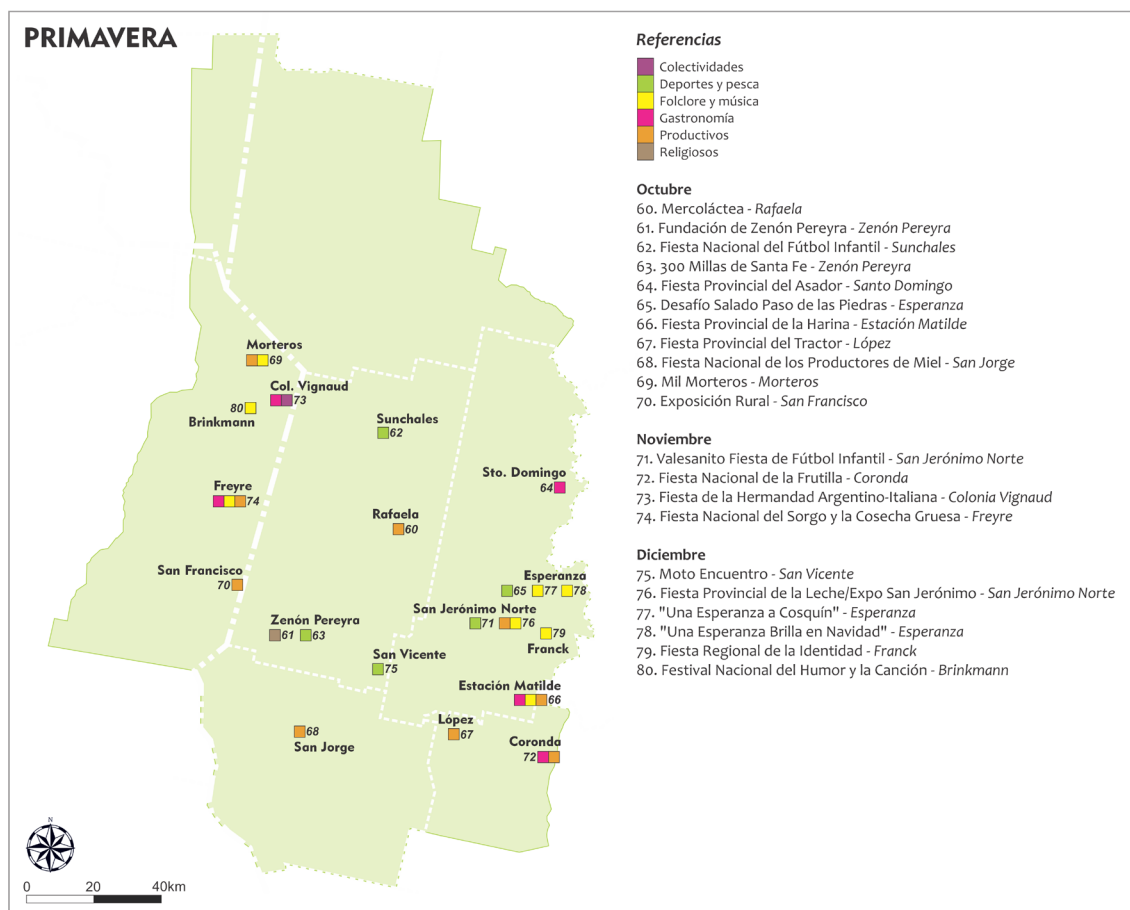 PRIMAVERA
Referencias
Colectividades
Deportes y pesca
Folclore y música
Gastronomía
Productivos
Religiosos
Octubre
60. Mercoláctea - Rafaela
61. Fundación de Zenón Pereyra - Zenón Pereyra
62. Fiesta Nacional del Fútbol Infantil - Sunchales
63. 300 Millas de Santa Fe - Zenón Pereyra
64. Fiesta Provincial del Asador - Santo Domingo
65. Desafío Salado Paso de las Piedras - Esperanza
66. Fiesta Provincial de la Harina - Estación Matilde
67. Fiesta Provincial del Tractor - López
68. Fiesta Nacional de los Productores de Miel - San Jorge
69. Mil Morteros - Morteros
70. Exposición Rural - San Francisco
Noviembre
71. Valesanito Fiesta de Fútbol Infantil - San Jerónimo Norte
72. Fiesta Nacional de la Frutilla - Coronda
73. Fiesta de la Hermandad Argentino-Italiana - Colonia Vignaud
74. Fiesta Nacional del Sorgo y la Cosecha Gruesa - Freyre
Diciembre
75. Moto Encuentro - San Vicente
76. Fiesta Provincial de la Leche/Expo San Jerónimo - San Jerónimo Norte
77. "Una Esperanza a Cosquín" - Esperanza
78. "Una Esperanza Brilla en Navidad" - Esperanza
79. Fiesta Regional de la Identidad - Franck
80. Festival Nacional del Humor y la Canción - Brinkmann
Morteros
69
Col. Vignaud
73
80
Brinkmann
Sunchales
62
Sto. Domingo
64
Freyre
74
Rafaela
60
San Francisco
70
Esperanza
65 77 78
San Jerónimo Norte
71 76
79
Franck
Zenón Pereyra
61 63
San Vicente
75
Estación Matilde
66
López
67
68
San Jorge
Coronda
72
N
0 20 40km